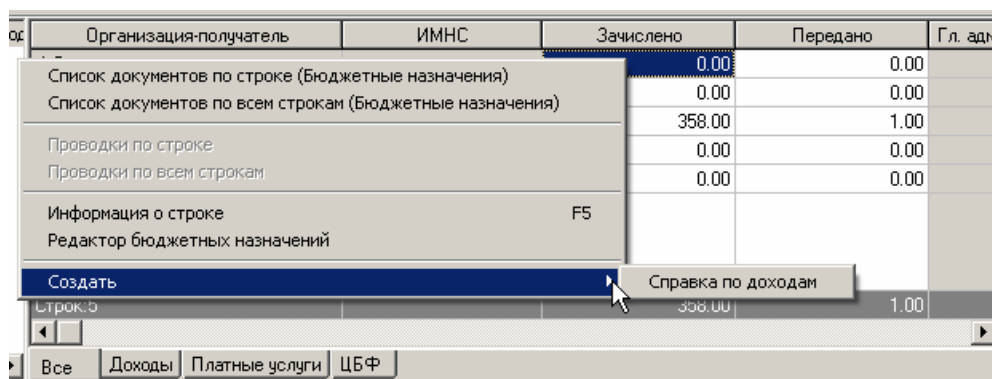 Организация-получатель ИМНС Зачислено Передано Гл. адм
0.00 0.00
Список документов по строке (Бюджетные назначения)
Список документов по всем строкам (Бюджетные назначения)
0.00 0.00
358.00 1.00
Проводки по строке
0.00 0.00
Проводки по всем строкам
0.00 0.00
Информация о строке F5
Редактор бюджетных назначений
Создать Справка по доходам
Строк:5 358.00 1.00
Все Доходы Платные услуги ЦБФ